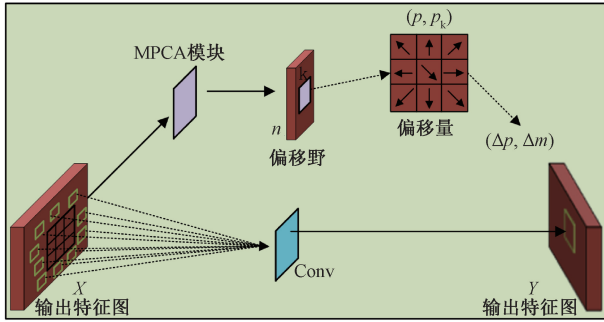 (p, pk)
MPCA模块
k
n
偏移野
偏移量
(Δp, Δm)
Conv
X
输出特征图
Y
输出特征图